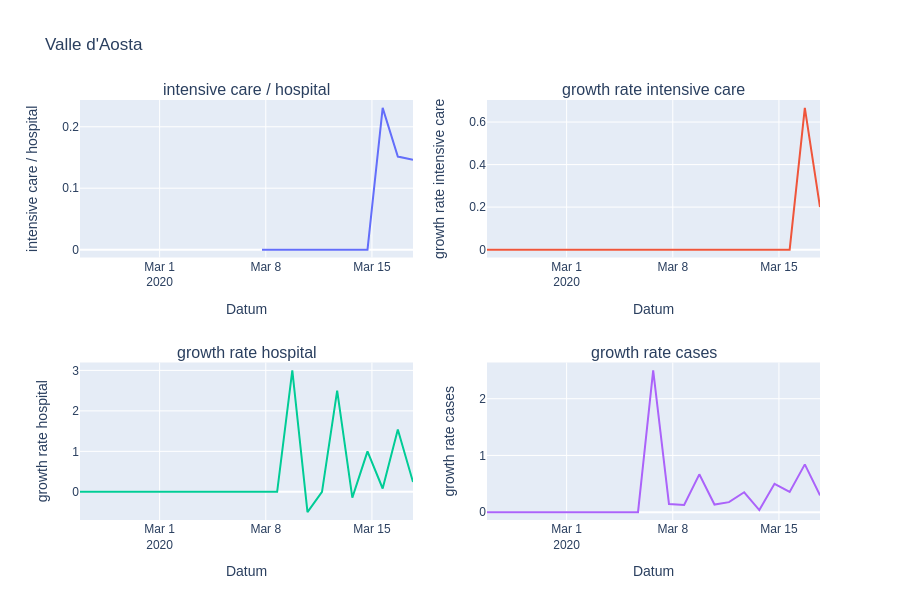 Valle d'Aosta
intensive care / hospital
growth rate intensive care
intensive care / hospital
0.2
0.1
0
Mar 1
2020
Mar 8
Mar 15
Datum
growth rate intensive care
0.6
0.4
0.2
0
Mar 1
2020
Mar 8
Mar 15
Datum
growth rate hospital
growth rate cases
growth rate hospital
3
2
1
0
Mar 1
2020
Mar 8
Mar 15
Datum
growth rate cases
2
1
0
Mar 1
2020
Mar 8
Mar 15
Datum